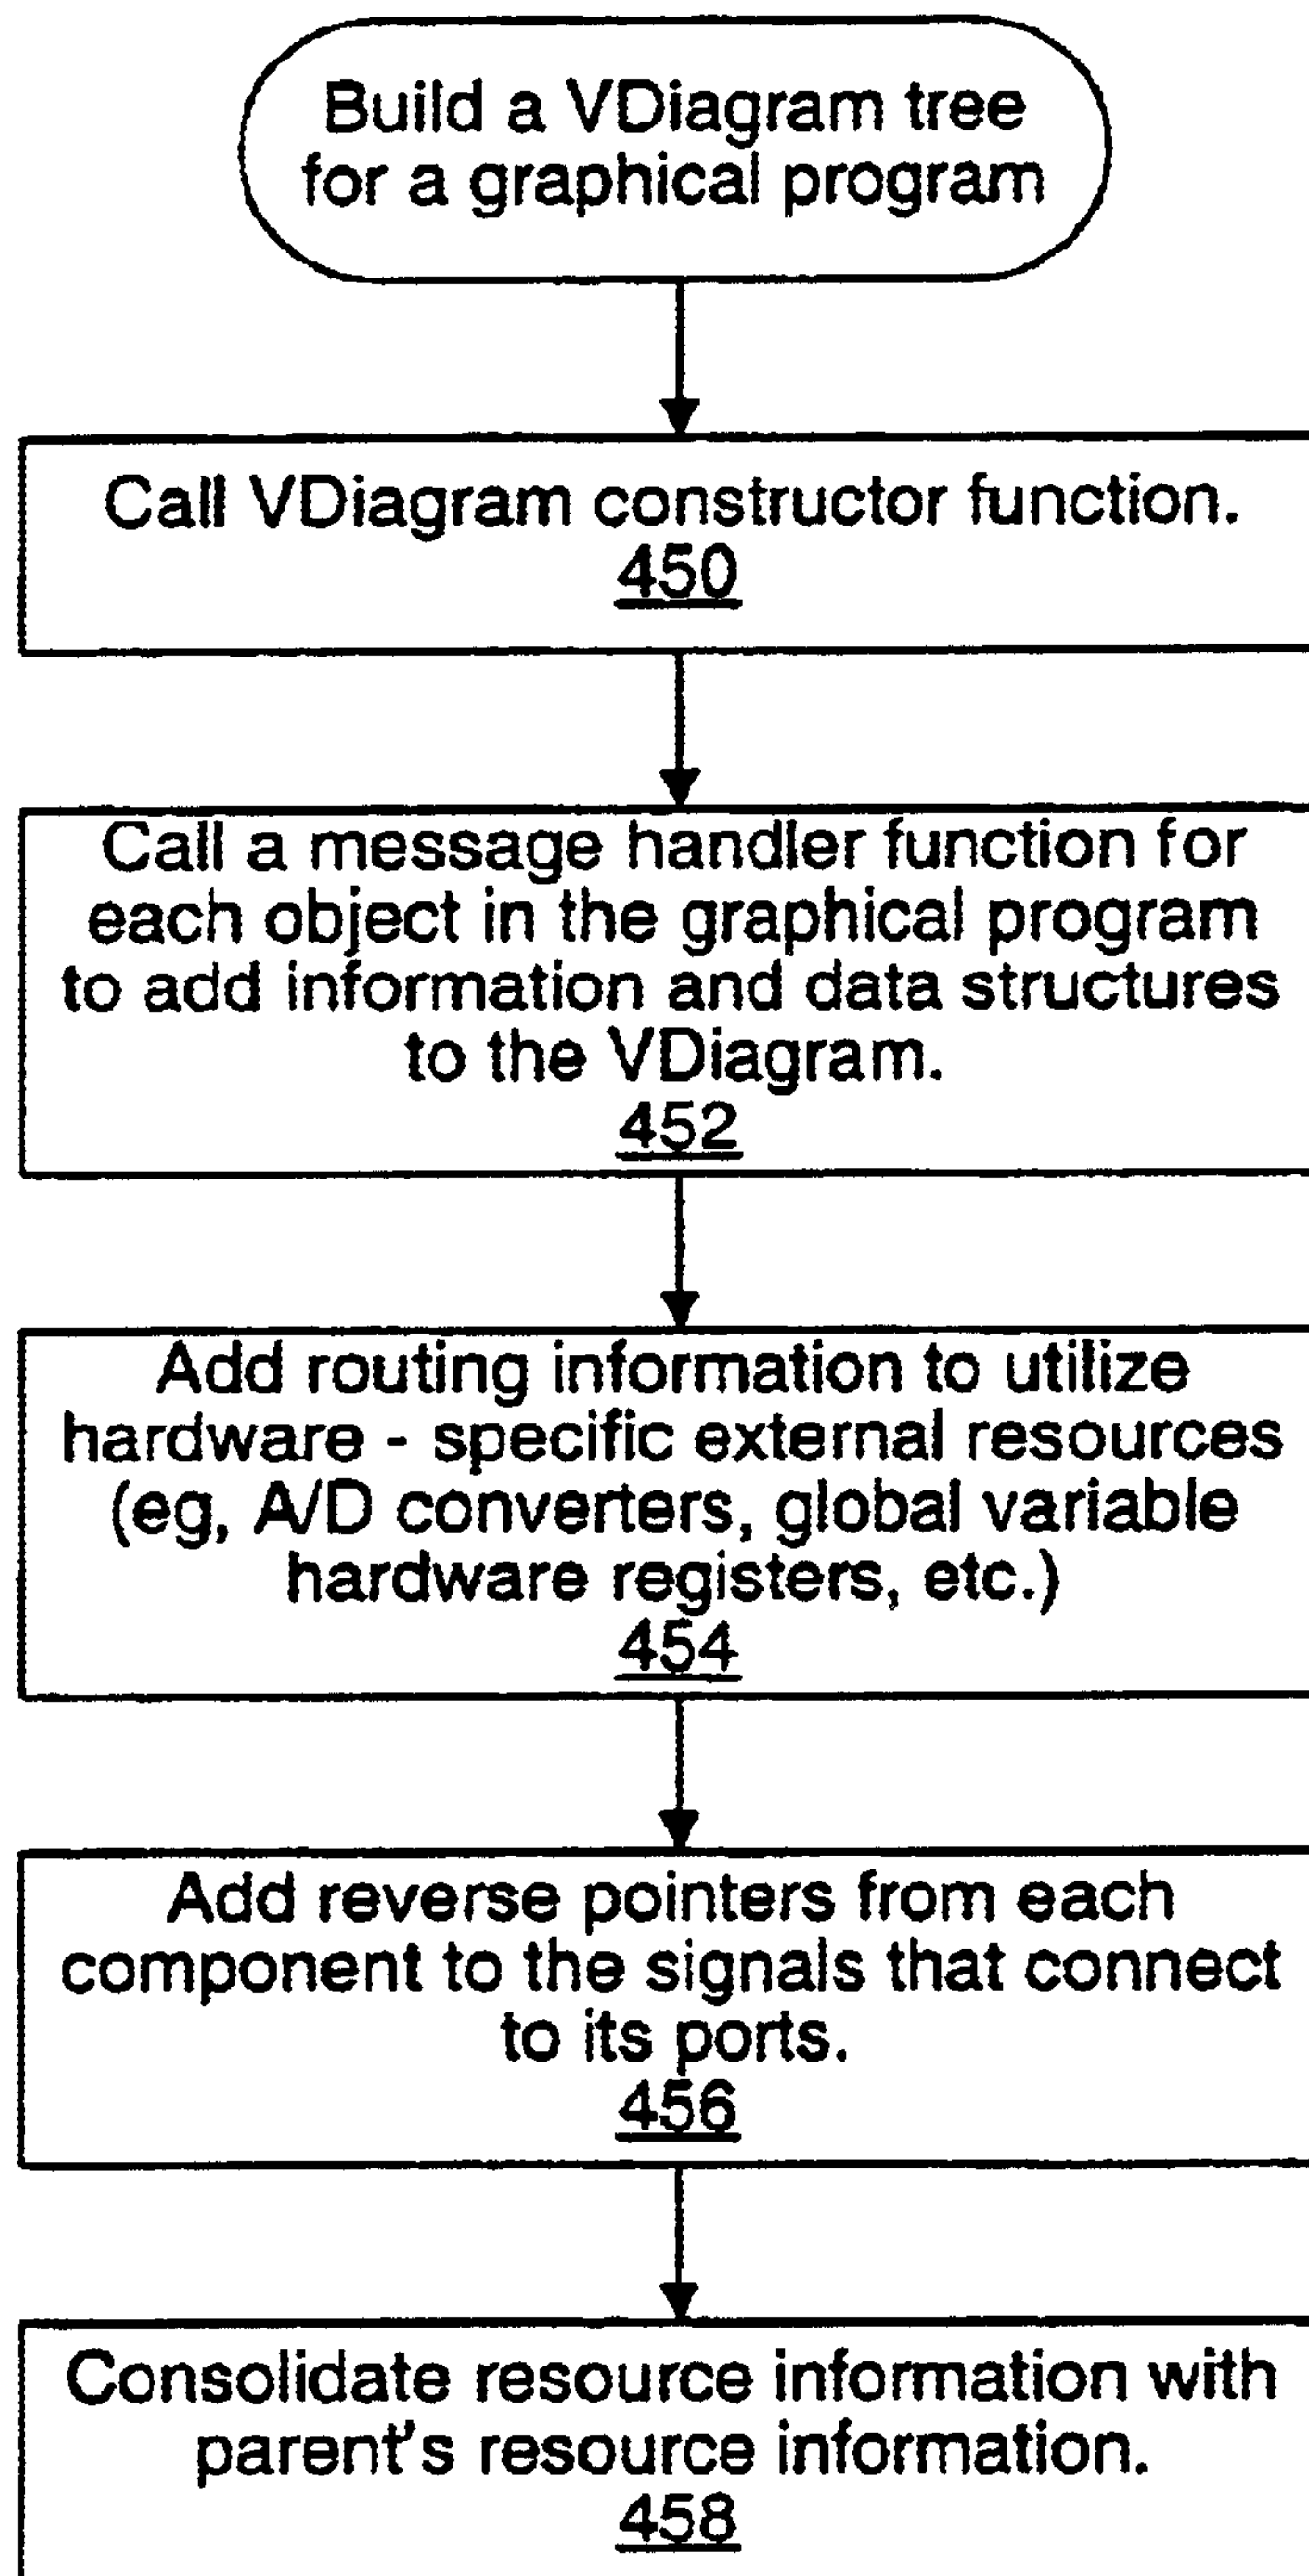 Build a VDiagram tree
for a graphical program
Call VDiagram constructor function.
450
Call a message handler function for
each object in the graphical program
to add information and data structures
to the VDiagram.
452
Add routing information to utilize
hardware - specific external resources
(eg, A/D converters, global variable
hardware registers, etc.)
454
Add reverse pointers from each
component to the signals that connect
to its ports.
456
Consolidate resource information with
parent's resource information.
458